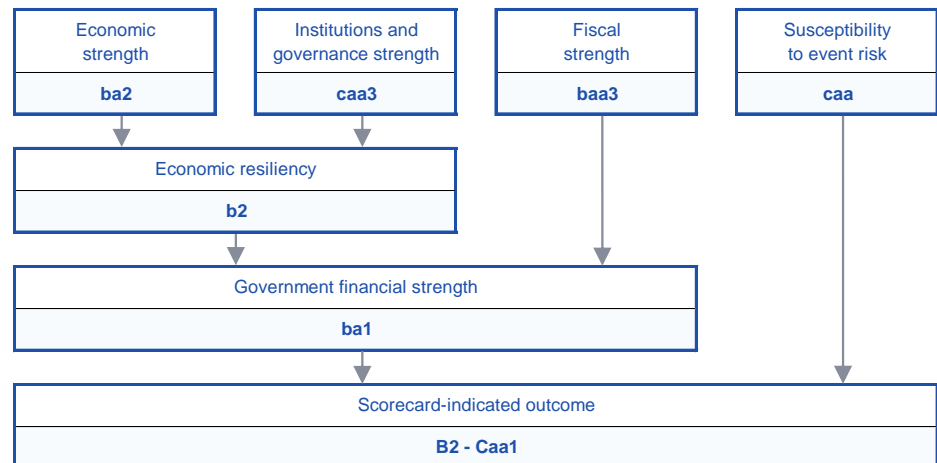 Economic
strength
ba2
Institutions and
governance strength
caa3
Fiscal
strength
baa3
Susceptibility
to event risk
caa
Economic resiliency
b2
Government financial strength
ba1
Scorecard-indicated outcome
B2 - Caa1